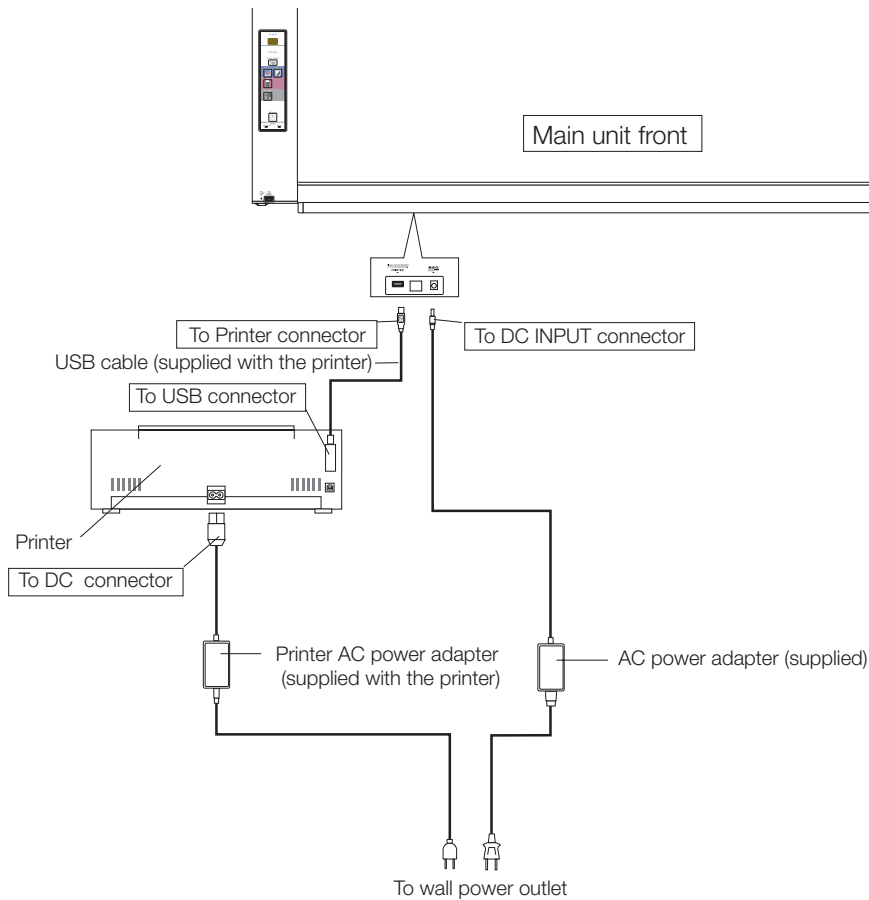 Main unit front
To Printer connector
To DC INPUT connector
USB cable (supplied with the printer)
To USB connector
Printer
To DC connector
Printer AC power adapter
(supplied with the printer)
AC power adapter (supplied)
To wall power outlet